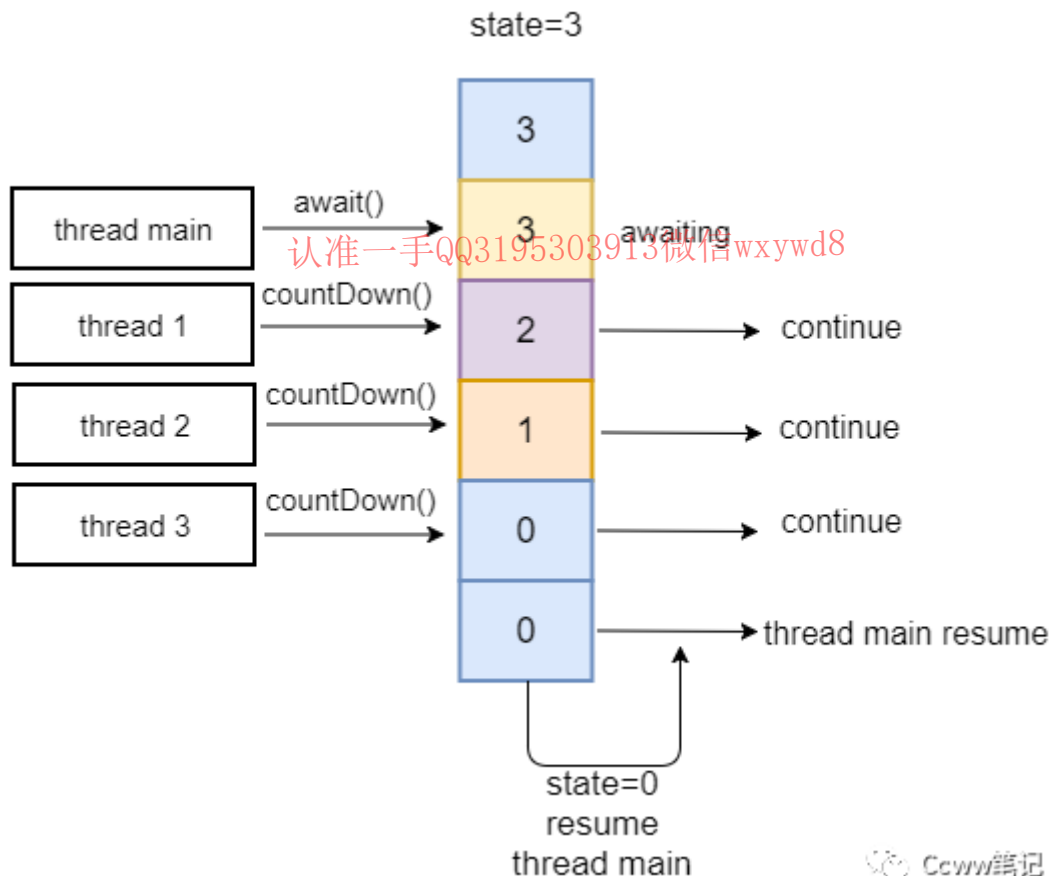 state=3
3
thread main
await()
3
awaiting
认准一手QQ3195303913微信wxywd8
thread 1
countDown()
2
continue
thread 2
countDown()
1
continue
thread 3
countDown()
0
continue
0
thread main resume
state=0
resume
thread main
Ccww笔记